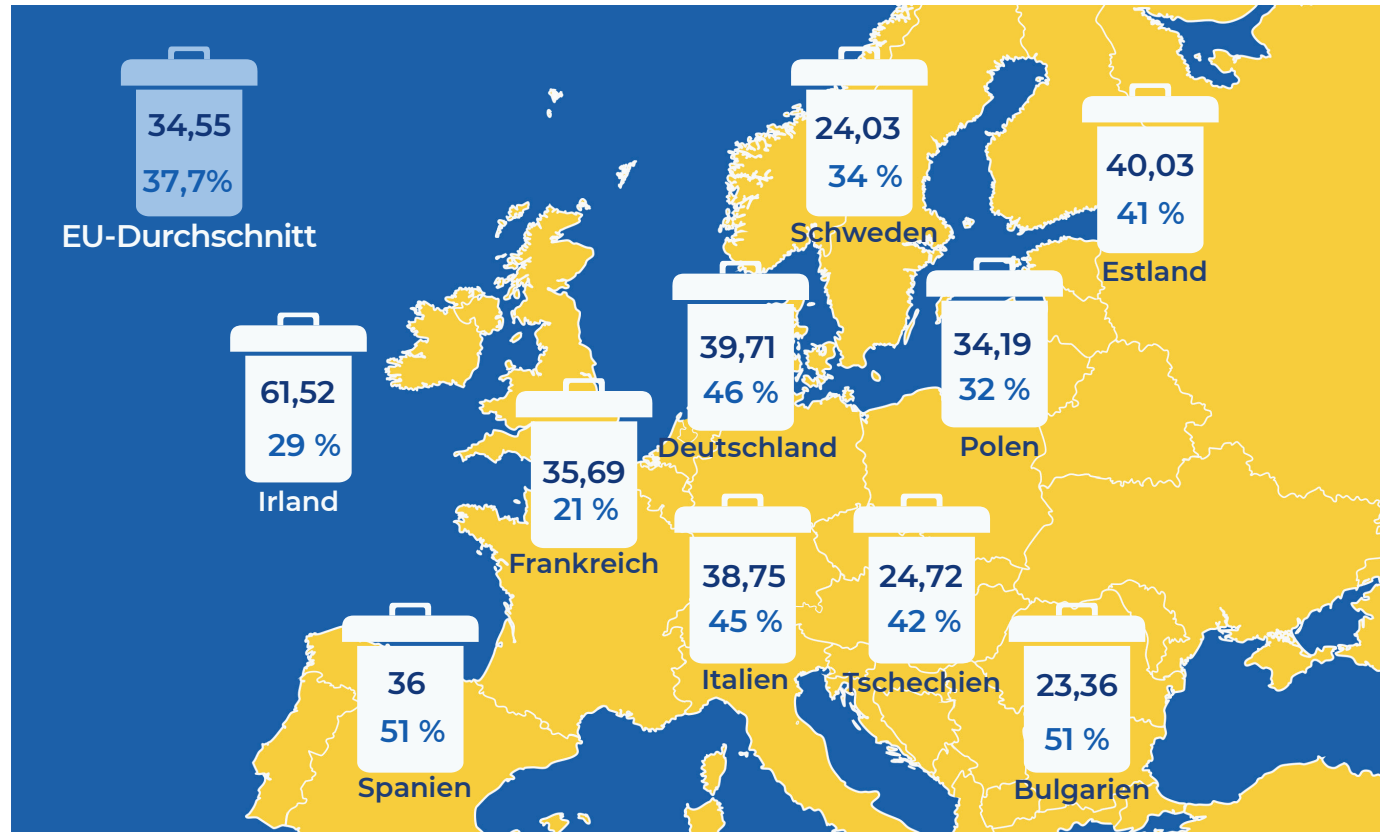 34,55
37,7%
EU-Durchschnitt
24,03
34 %
Schweden
40,03
41 %
Estland
39,71
46 %
Deutschland
34,19
32 %
Polen
61,52
29 %
Irland
35,69
21 %
Frankreich
38,75
45 %
Italien
24,72
42 %
Tschechien
36
51 %
Spanien
23,36
51 %
Bulgarien